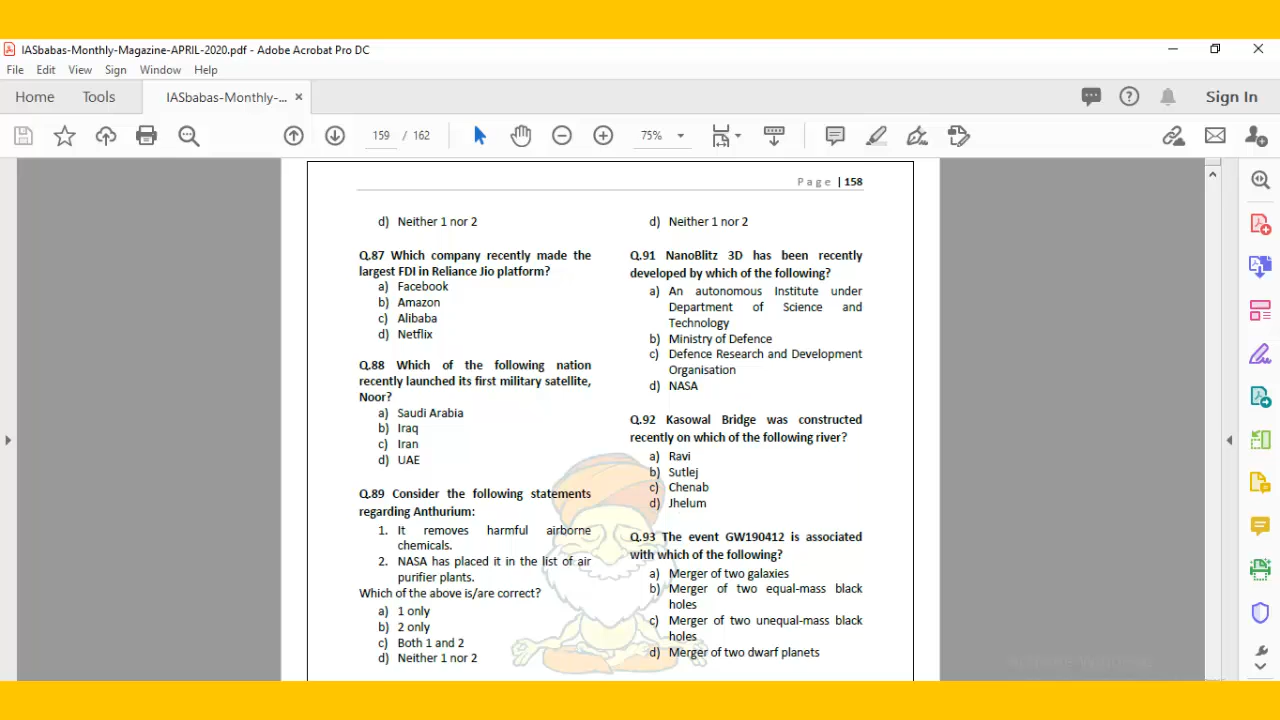 IASbabas-Monthly-Magazine-APRIL-2020.pdf - Adobe Acrobat Pro DC
File Edit View Sign Window Help
Home Tools IASbabas-Monthly-... × Sign In
159 / 162 75%
Page | 158
d) Neither 1 nor 2
Q.87 Which company recently made the
largest FDI in Reliance Jio platform?
a) Facebook
b) Amazon
c) Alibaba
d) Netflix
Q.88 Which of the following nation
recently launched its first military satellite,
Noor?
a) Saudi Arabia
b) Iraq
c) Iran
d) UAE
Q.89 Consider the following statements
regarding Anthurium:
1. It removes harmful airborne
chemicals.
2. NASA has placed it in the list of air
purifier plants.
Which of the above is/are correct?
a) 1 only
b) 2 only
c) Both 1 and 2
d) Neither 1 nor 2
d) Neither 1 nor 2
Q.91 NanoBlitz 3D has been recently
developed by which of the following?
a) An autonomous Institute under
Department of Science and
Technology
b) Ministry of Defence
c) Defence Research and Development
Organisation
d) NASA
Q.92 Kasowal Bridge was constructed
recently on which of the following river?
a) Ravi
b) Sutlej
c) Chenab
d) Jhelum
Q.93 The event GW190412 is associated
with which of the following?
a) Merger of two galaxies
b) Merger of two equal-mass black
holes
c) Merger of two unequal-mass black
holes
d) Merger of two dwarf planets